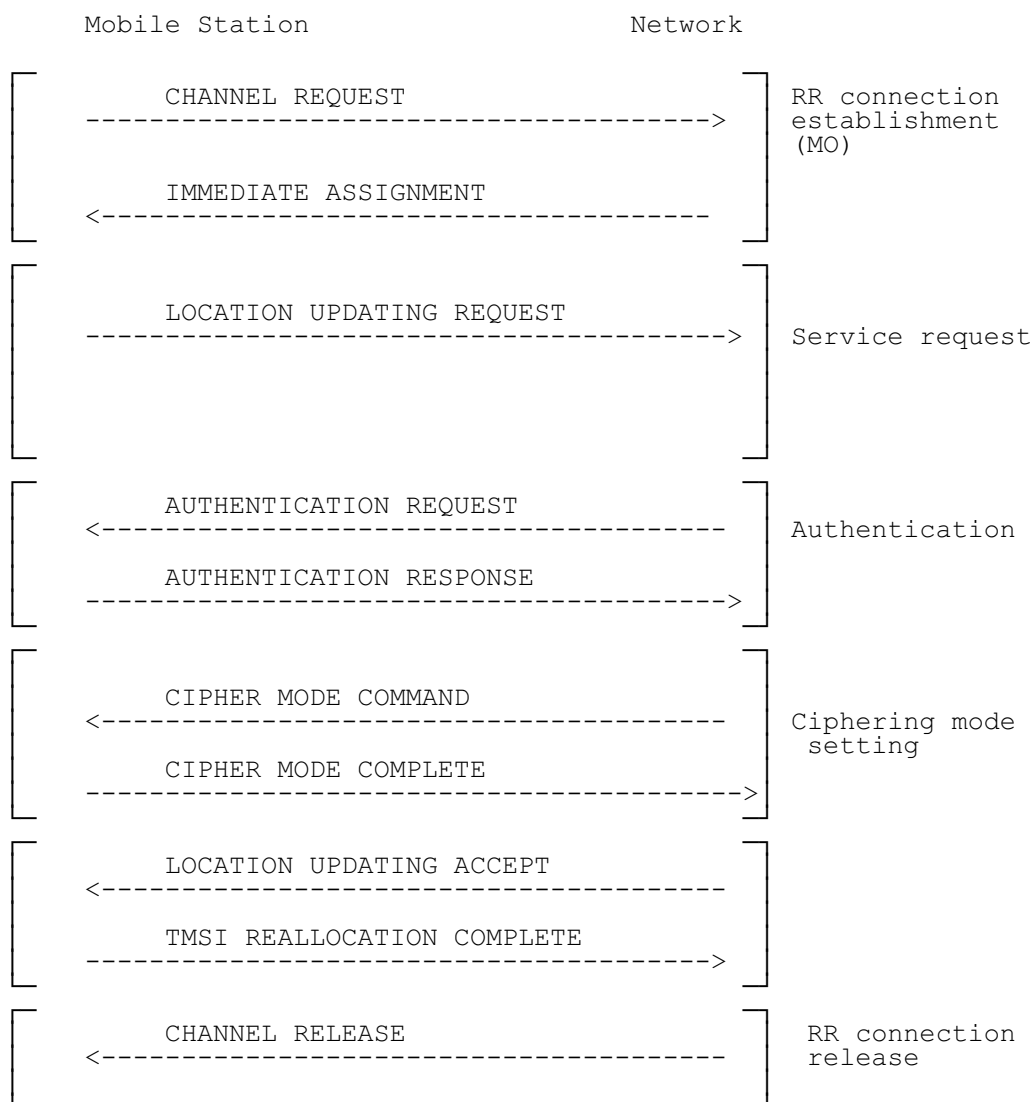 Mobile Station Network
CHANNEL REQUEST
RR connection
establishment
(MO)
IMMEDIATE ASSIGNMENT
LOCATION UPDATING REQUEST
Service request
AUTHENTICATION REQUEST
Authentication
AUTHENTICATION RESPONSE
CIPHER MODE COMMAND
Ciphering mode
setting
CIPHER MODE COMPLETE
LOCATION UPDATING ACCEPT
TMSI REALLOCATION COMPLETE
CHANNEL RELEASE
RR connection
release